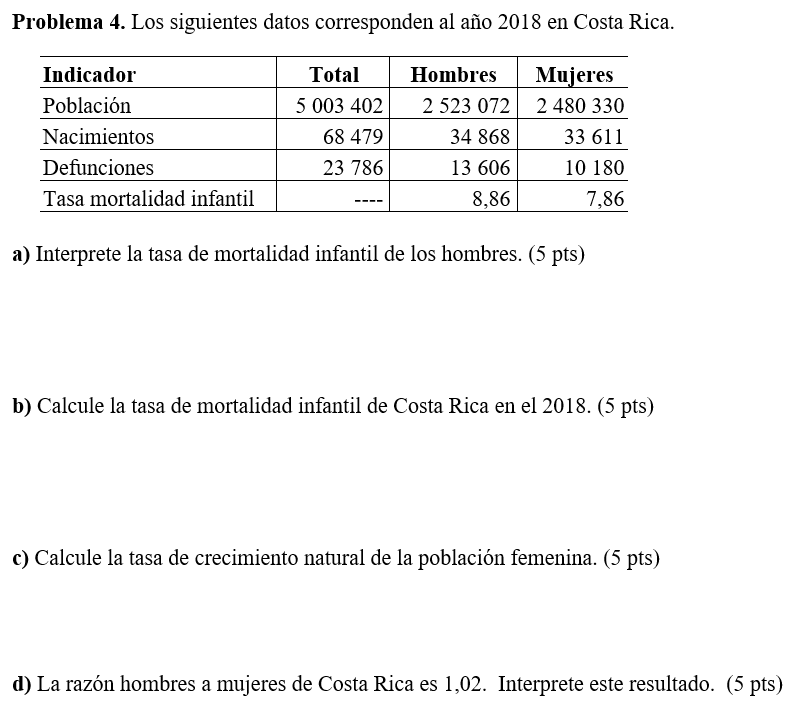 Problema 4. Los siguientes datos corresponden al año 2018 en Costa Rica.
Indicador Total Hombres Mujeres
Población 5 003 402 2 523 072 2 480 330
Nacimientos 68 479 34 868 33 611
Defunciones 23 786 13 606 10 180
Tasa mortalidad infantil ---- 8,86 7,86
a) Interprete la tasa de mortalidad infantil de los hombres. (5 pts)
b) Calcule la tasa de mortalidad infantil de Costa Rica en el 2018. (5 pts)
c) Calcule la tasa de crecimiento natural de la población femenina. (5 pts)
d) La razón hombres a mujeres de Costa Rica es 1,02. Interprete este resultado. (5 pts)